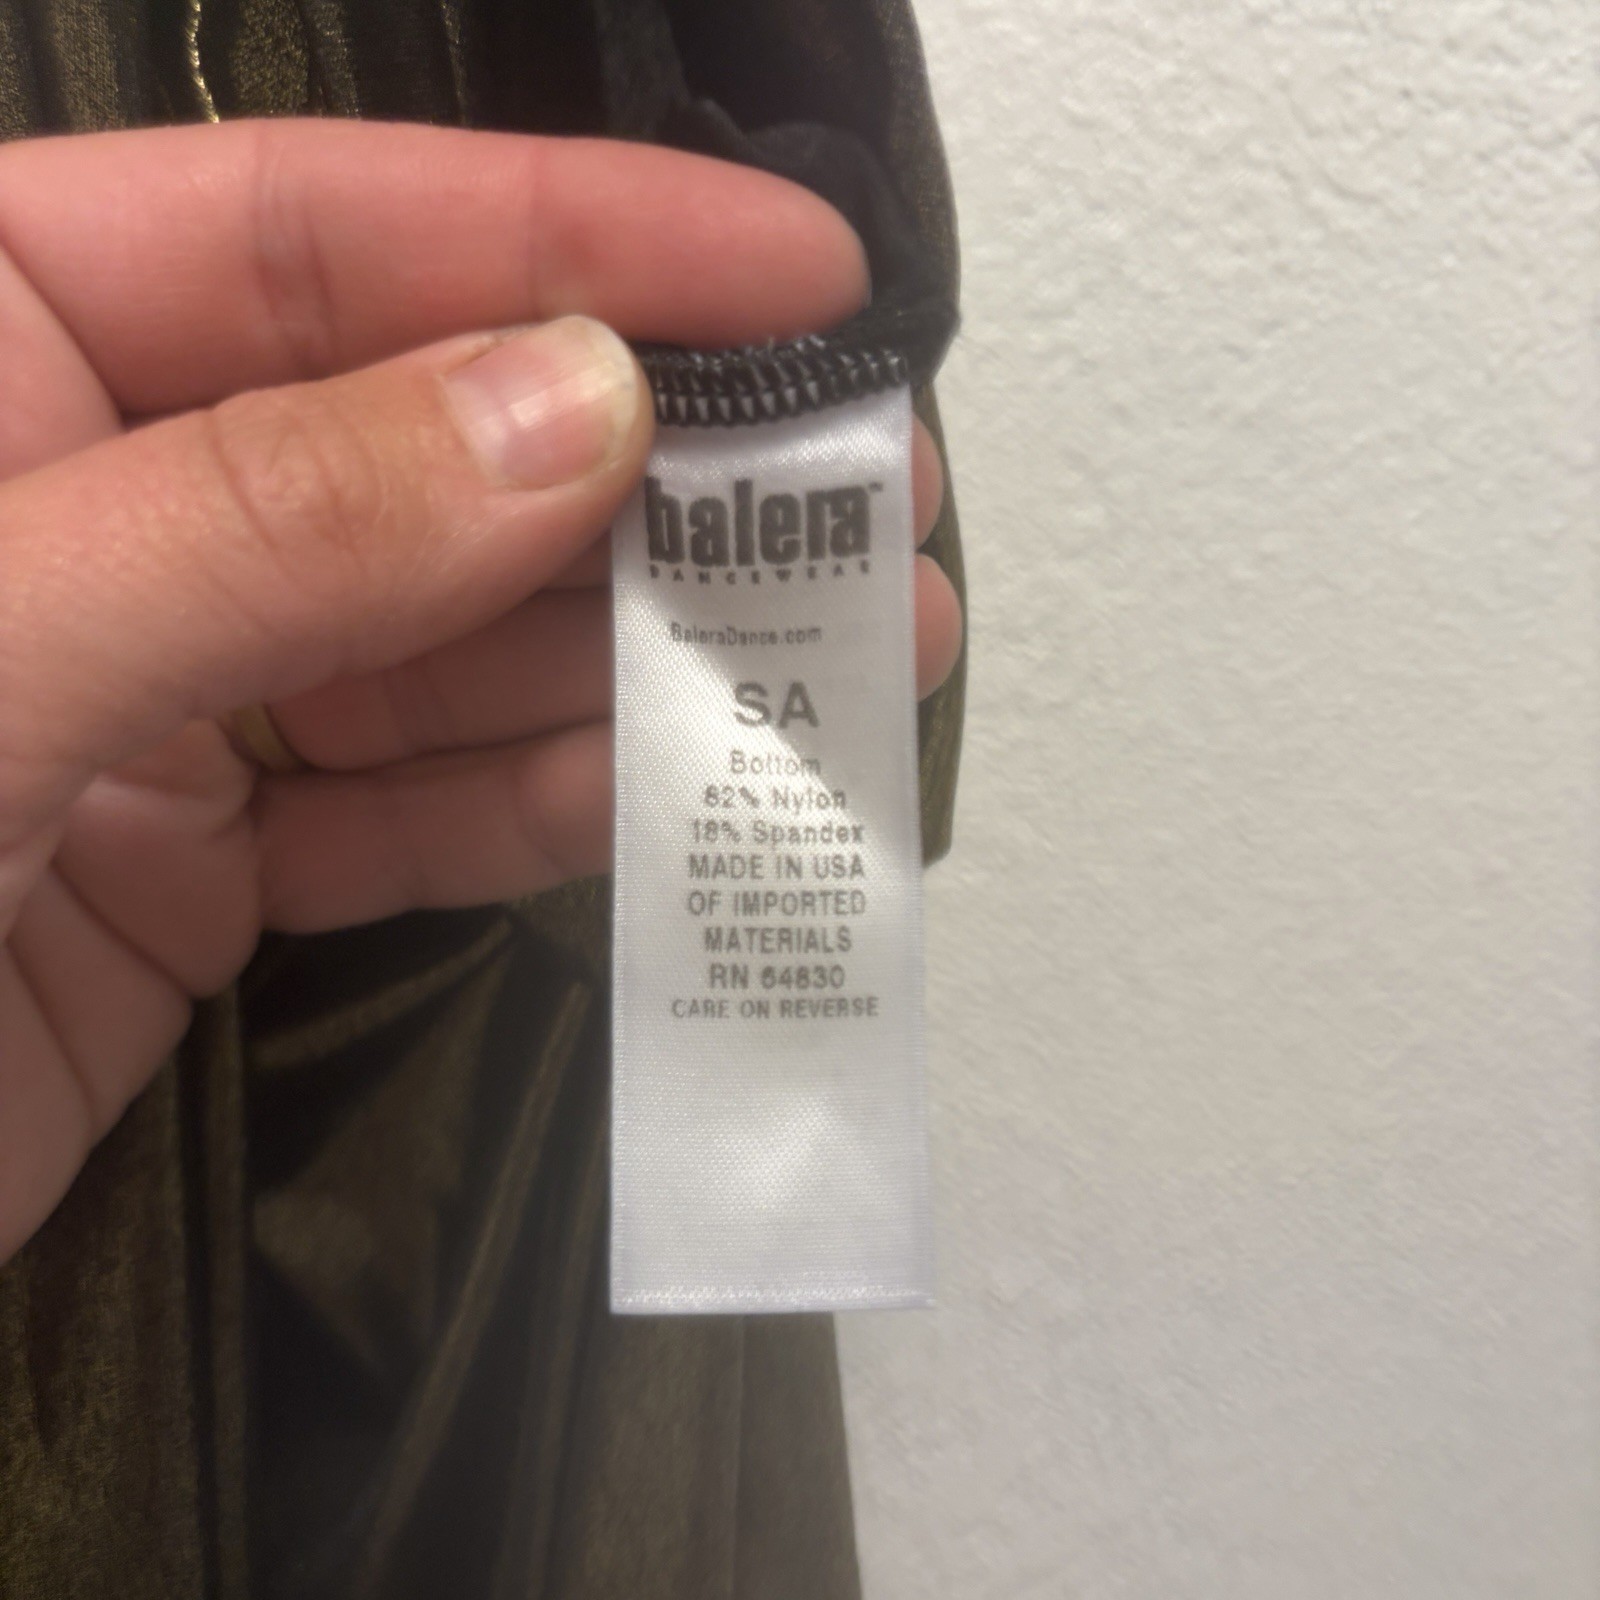 balera™
DANCEWEAR
BaleraDance.com
SA
Bottom
82% Nylon
18% Spandex
MADE IN USA
OF IMPORTED
MATERIALS
RN 64830
CARE ON REVERSE